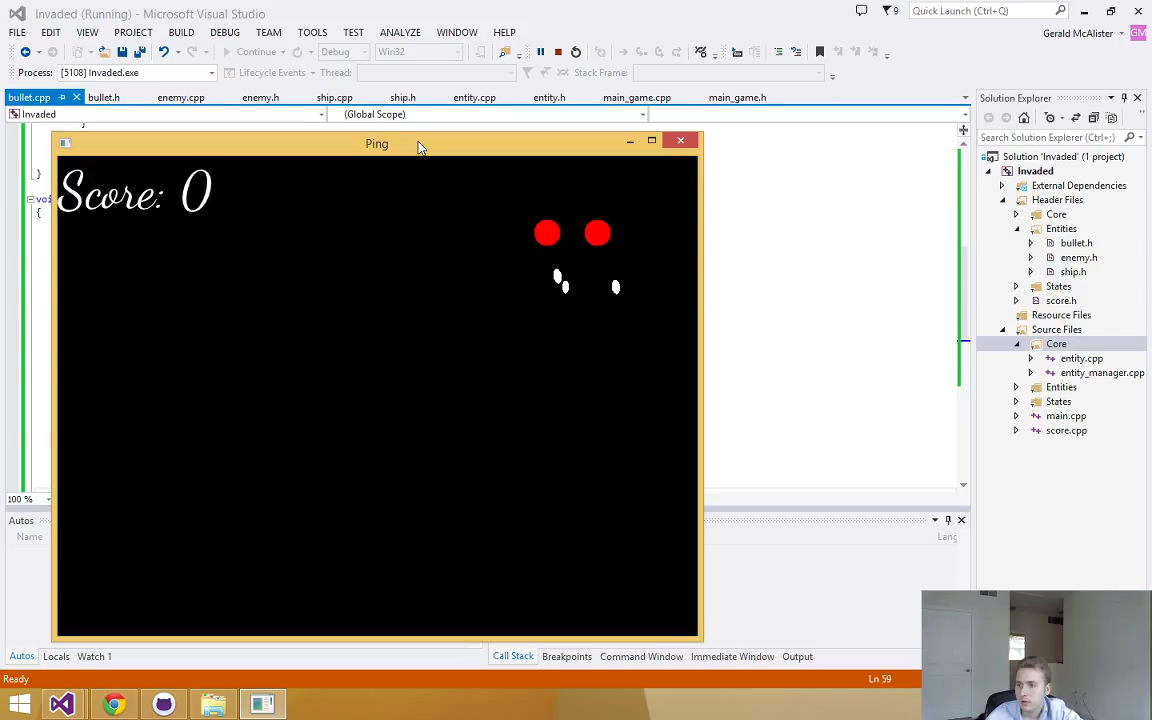 Invaded (Running) - Microsoft Visual Studio
9
Quick Launch (Ctrl+Q)
FILE EDIT VIEW PROJECT BUILD DEBUG TEAM TOOLS TEST ANALYZE WINDOW HELP
Gerald McAlister
GM
Continue Debug Win32
Process: [5108] Invaded.exe Lifecycle Events Thread: Stack Frame:
bullet.cpp bullet.h enemy.cpp enemy.h ship.cpp ship.h entity.cpp entity.h main_game.cpp main_game.h
Invaded (Global Scope)
Solution Explorer
Search Solution Explorer (Ctrl+;)
Solution 'Invaded' (1 project)
Invaded
External Dependencies
Header Files
Core
Entities
bullet.h
enemy.h
ship.h
States
score.h
Resource Files
Source Files
Core
entity.cpp
entity_manager.cpp
Entities
States
main.cpp
score.cpp
}
}
voi
{
Ping
Score: 0
100 %
Autos
Name
Lang
Autos Locals Watch 1
Call Stack Breakpoints Command Window Immediate Window Output
Ready
Ln 59